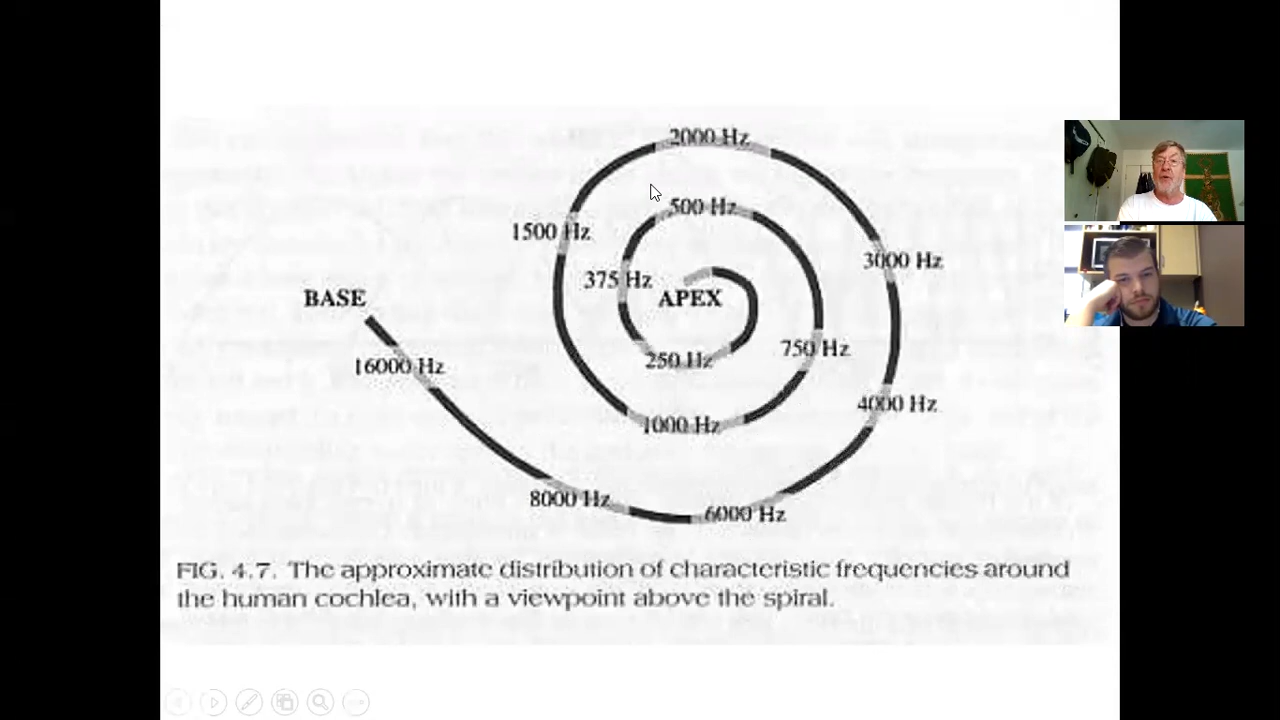 2000 Hz
500 Hz
1500 Hz
3000 Hz
375 Hz
BASE
APEX
750 Hz
250 Hz
16000 Hz
4000 Hz
1000 Hz
8000 Hz
6000 Hz
FIG. 4.7. The approximate distribution of characteristic frequencies around
the human cochlea, with a viewpoint above the spiral.